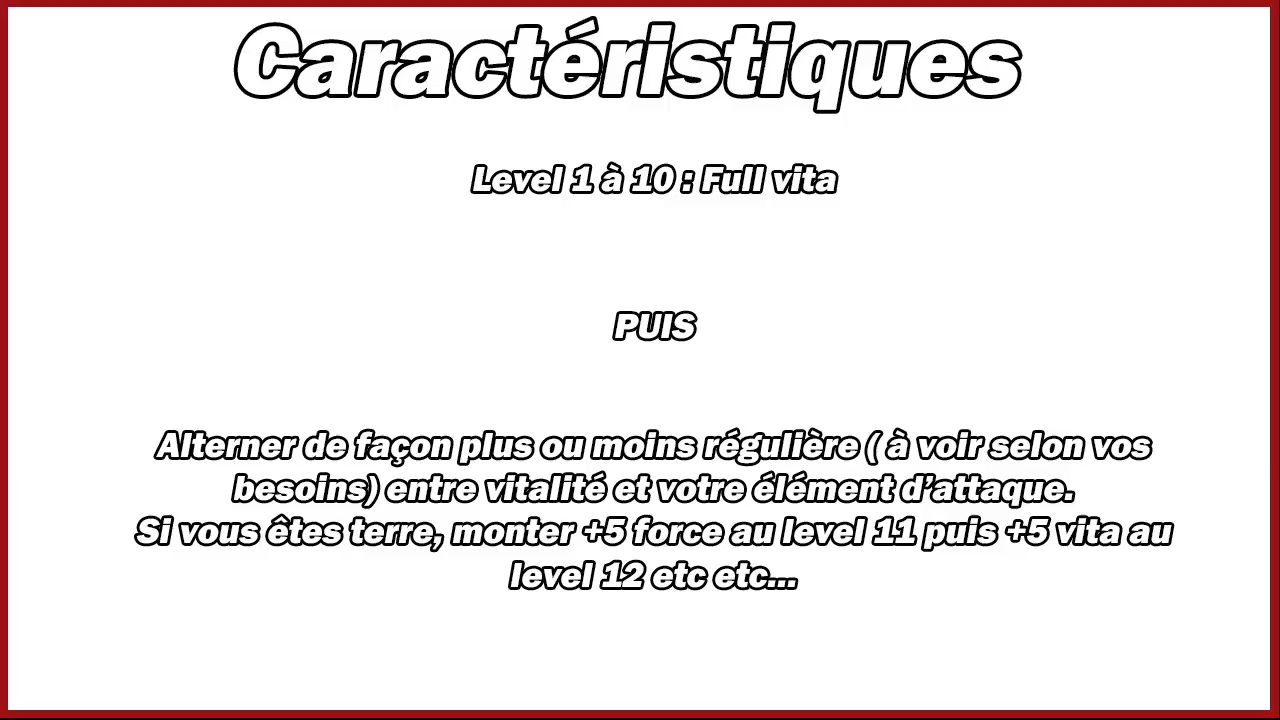 Caractéristiques
Level 1 à 10 : Full vita
PUIS
Alterner de façon plus ou moins régulière ( à voir selon vos
besoins) entre vitalité et votre élément d'attaque.
Si vous êtes terre, monter +5 force au level 11 puis +5 vita au
level 12 etc etc...